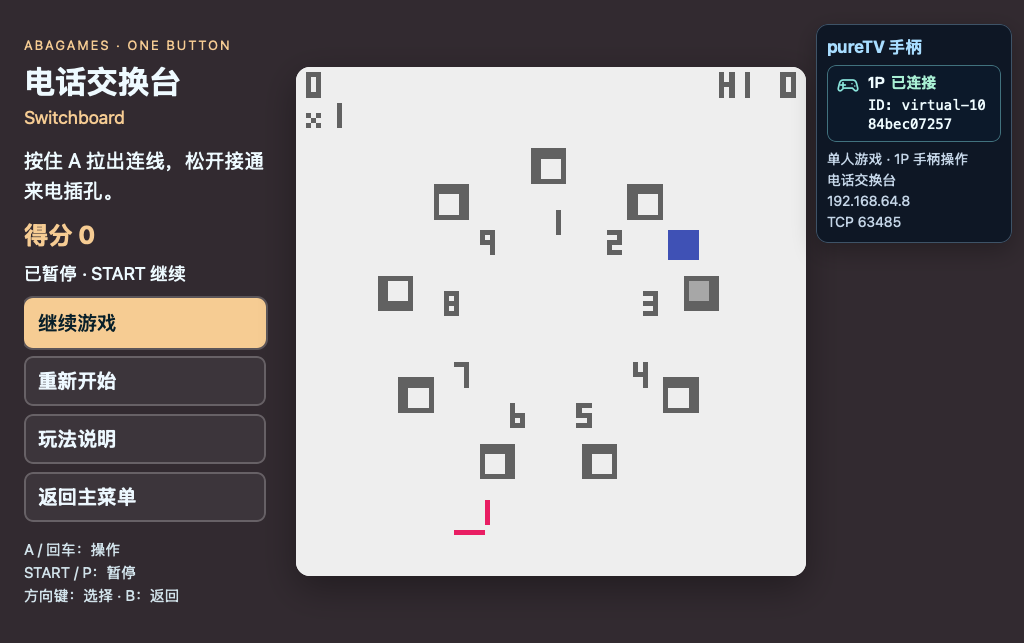 ABAGAMES · ONE BUTTON
电话交换台
Switchboard
按住 A 拉出连线，松开接通
来电插孔。
得分 0
已暂停 · START 继续
继续游戏
重新开始
玩法说明
返回主菜单
A / 回车：操作
START / P：暂停
方向键：选择 · B：返回
0
HI 0
x 1
1
2
3
4
5
6
7
8
9
pureTV 手柄
1P 已连接
ID: virtual-10
84bec07257
单人游戏 · 1P 手柄操作
电话交换台
192.168.64.8
TCP 63485